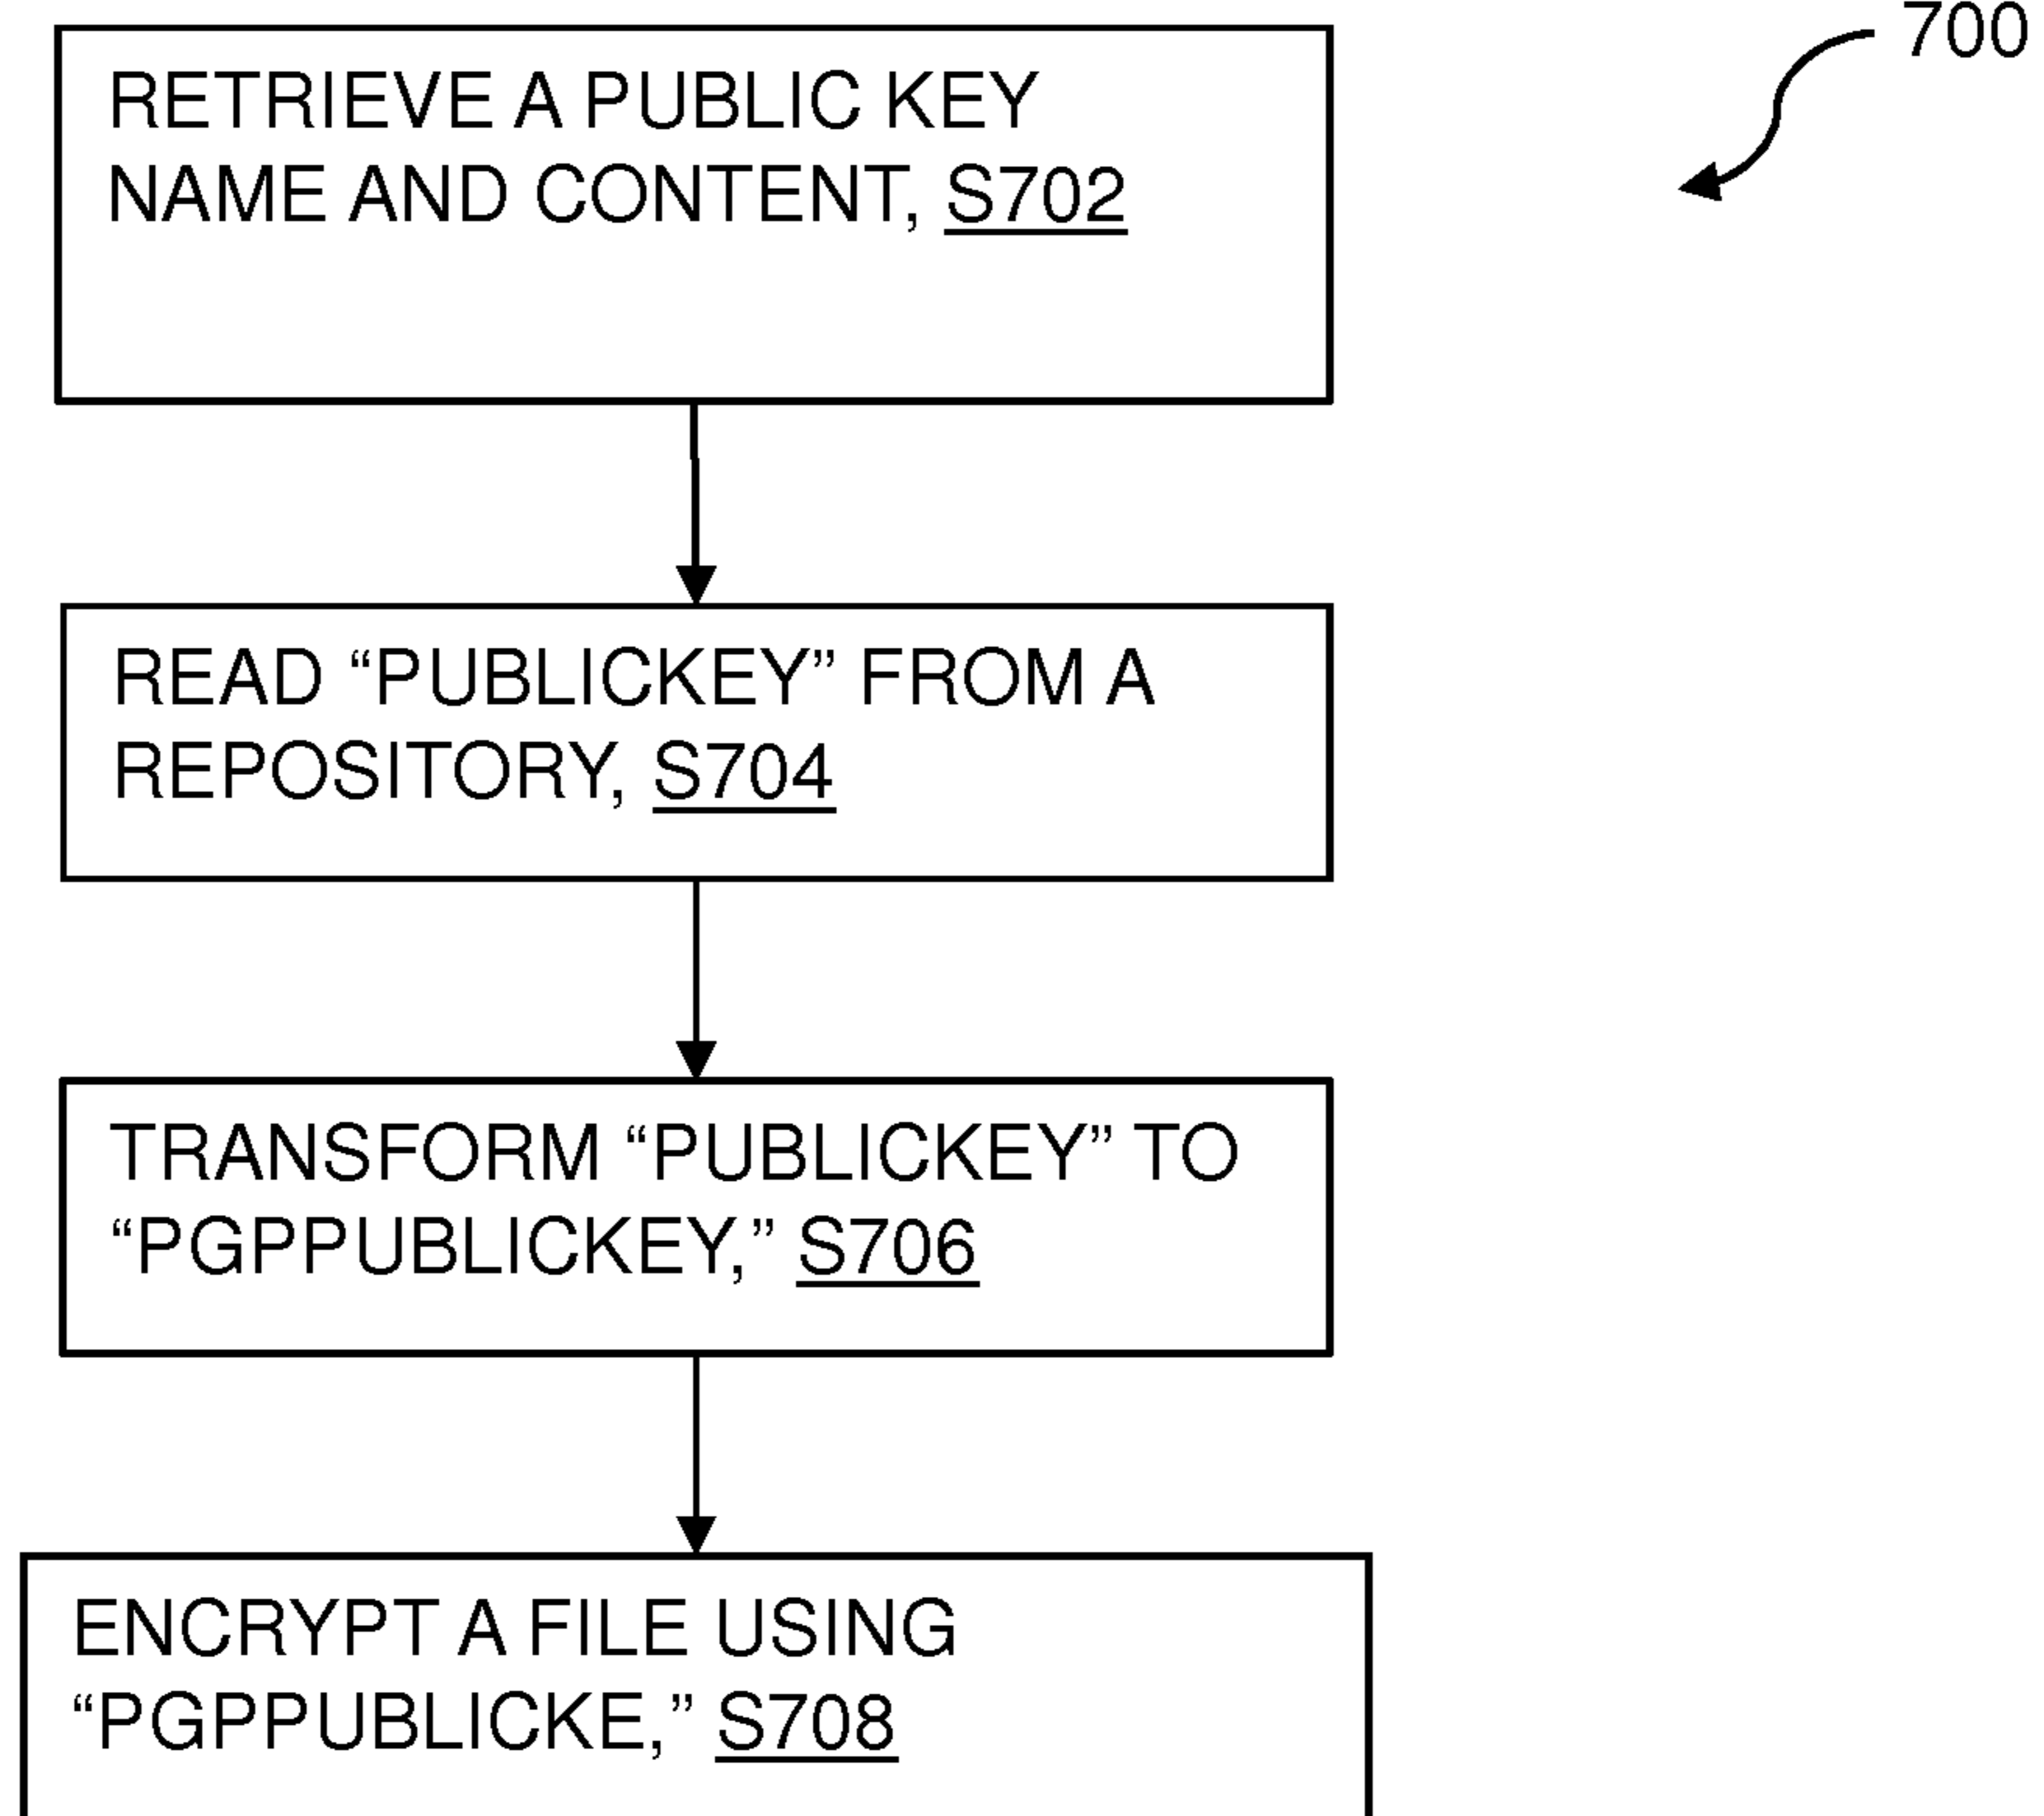 700
RETRIEVE A PUBLIC KEY
NAME AND CONTENT, S702
READ “PUBLICKEY” FROM A
REPOSITORY, S704
TRANSFORM “PUBLICKEY” TO
“PGPPUBLICKEY,” S706
ENCRYPT A FILE USING
“PGPPUBLICKE,” S708